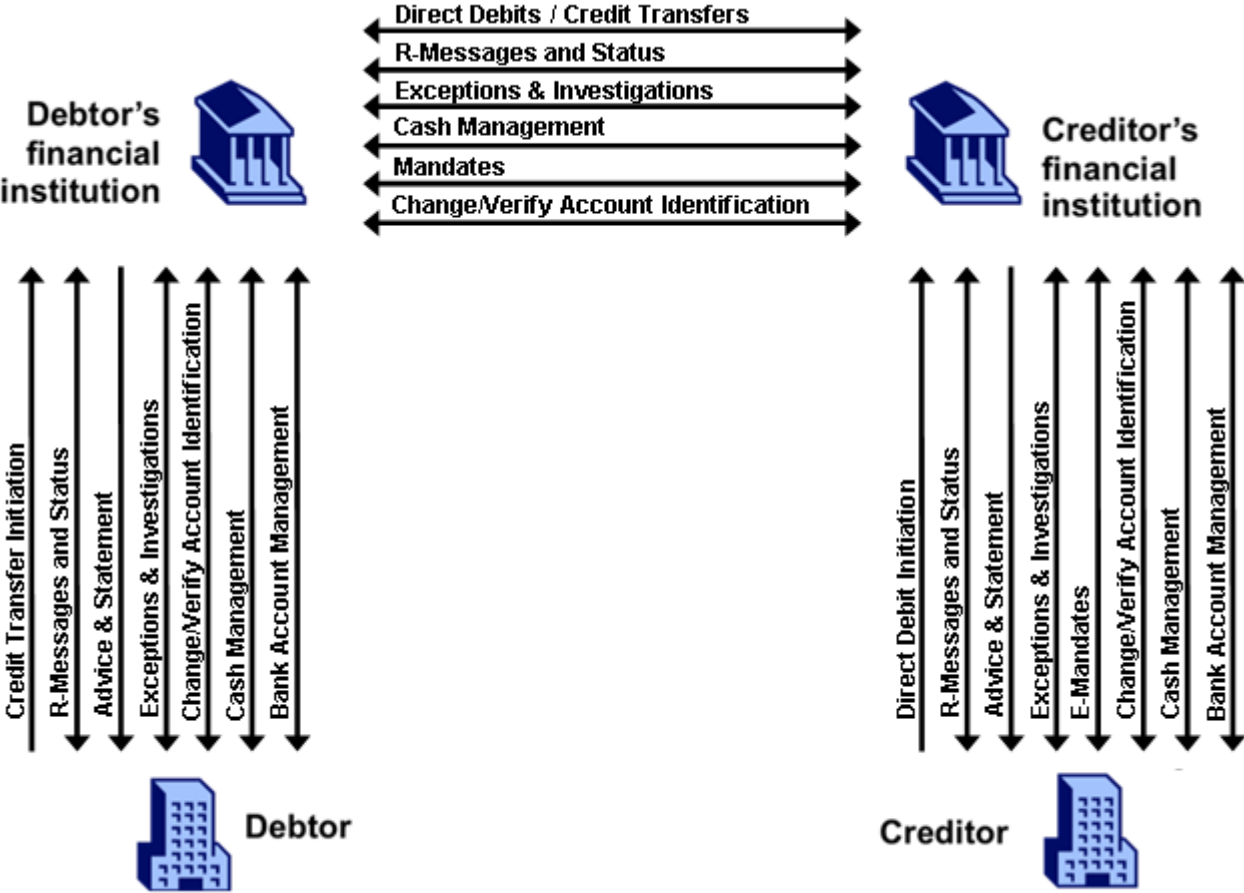 Direct Debits / Credit Transfers
R-Messages and Status
Exceptions & Investigations
Cash Management
Mandates
Change/Verify Account Identification
Debtor's
financial
institution
Creditor's
financial
institution
Credit Transfer Initiation
R-Messages and Status
Advice & Statement
Exceptions & Investigations
Change/Verify Account Identification
Cash Management
Bank Account Management
Direct Debit Initiation
R-Messages and Status
Advice & Statement
Exceptions & Investigations
E-Mandates
Change/Verify Account Identification
Cash Management
Bank Account Management
Debtor
Creditor